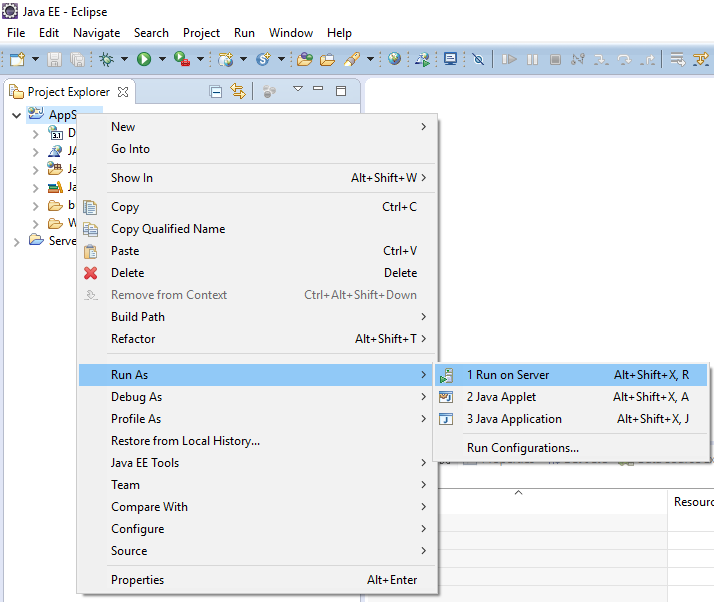 Java EE - Eclipse
File Edit Navigate Search Project Run Window Help
Project Explorer
AppS
New
Go Into
Show In Alt+Shift+W
Copy Ctrl+C
Copy Qualified Name
Paste Ctrl+V
Delete Delete
Remove from Context Ctrl+Alt+Shift+Down
Build Path
Refactor Alt+Shift+T
Run As
Debug As
Profile As
Restore from Local History...
Java EE Tools
Team
Compare With
Configure
Source
Properties Alt+Enter
1 Run on Server Alt+Shift+X, R
2 Java Applet Alt+Shift+X, A
3 Java Application Alt+Shift+X, J
Run Configurations...
D
JA
Ja
Ja
b
W
Serve
Resourc